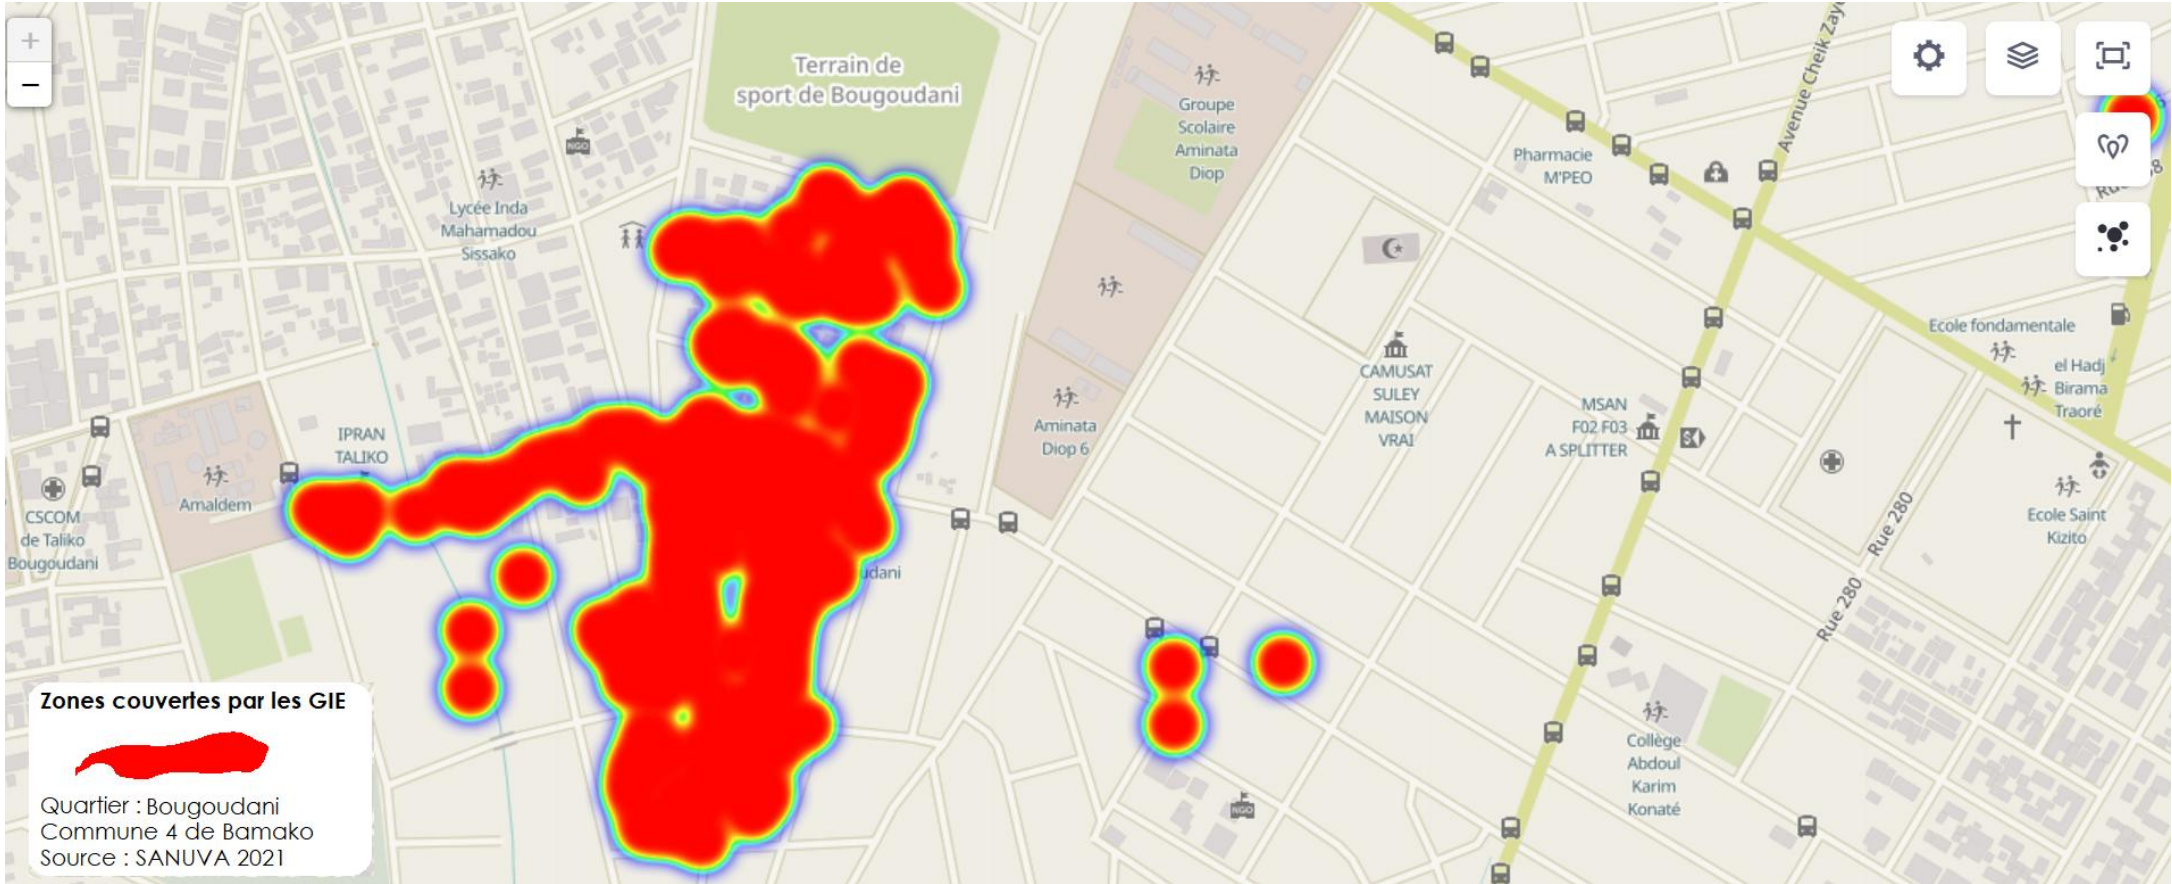 +
−
Terrain de
sport de Bougoudani
NGO
Lycée Inda
Mahamadou
Sissako
Groupe
Scolaire
Aminata
Diop
Pharmacie
M'PEO
Avenue Cheik Zay
Ecole fondamentale
el Hadj
Birama
Traoré
CAMUSAT
SULEY
MAISON
VRAI
MSAN
F02 F03
A SPLITTER
Aminata
Diop 6
IPRAN
TALIKO
Amaldem
CSCOM
de Taliko
Bougoudani
Rue 280
Ecole Saint
Kizito
udani
Rue 280
Collège
Abdoul
Karim
Konaté
NGO
Zones couvertes par les GIE
Quartier : Bougoudani
Commune 4 de Bamako
Source : SANUVA 2021